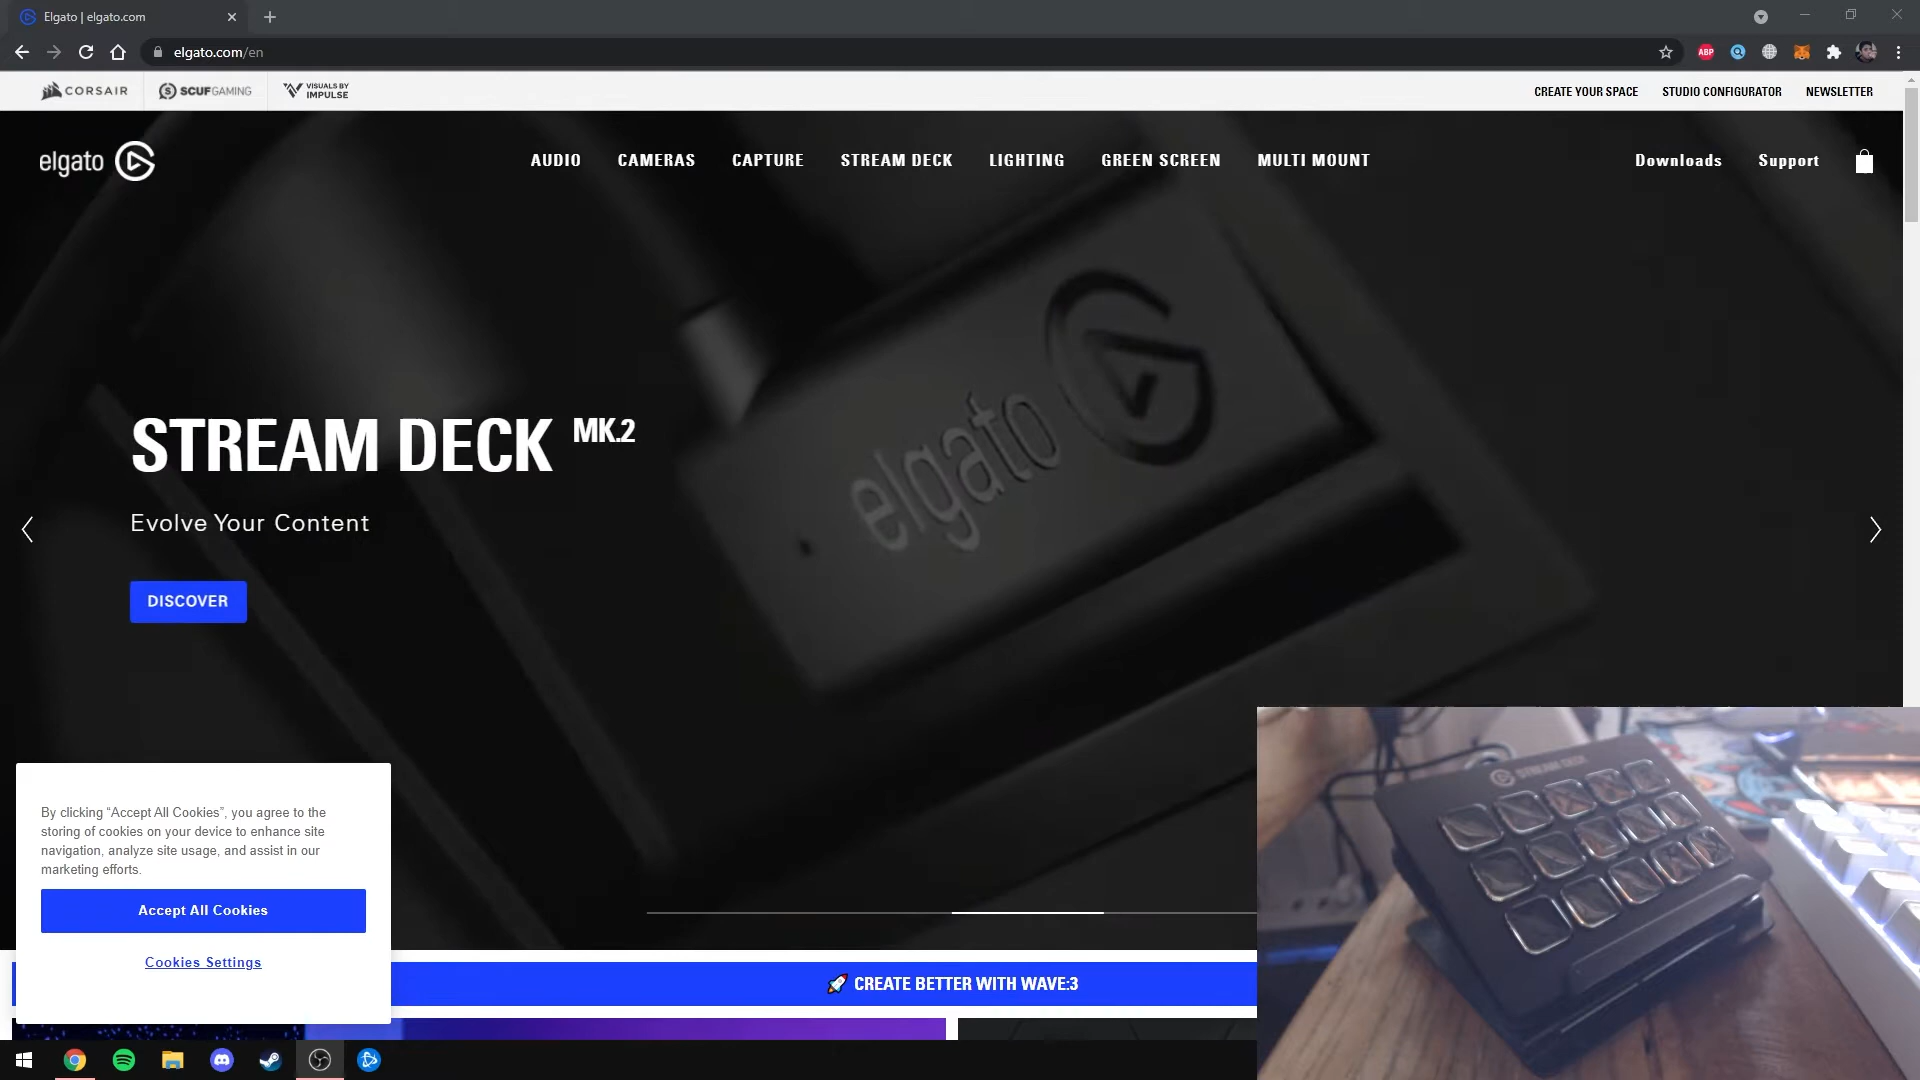 Elgato | elgato.com
elgato.com/en
ABP
CORSAIR
SCUFGAMING
VISUALS BY
IMPULSE
CREATE YOUR SPACE
STUDIO CONFIGURATOR
NEWSLETTER
elgato
AUDIO
CAMERAS
CAPTURE
STREAM DECK
LIGHTING
GREEN SCREEN
MULTI MOUNT
Downloads
Support
elgato
STREAM DECK MK.2
Evolve Your Content
DISCOVER
By clicking “Accept All Cookies”, you agree to the
storing of cookies on your device to enhance site
navigation, analyze site usage, and assist in our
marketing efforts.
Accept All Cookies
Cookies Settings
CREATE BETTER WITH WAVE:3
STREAM DECK